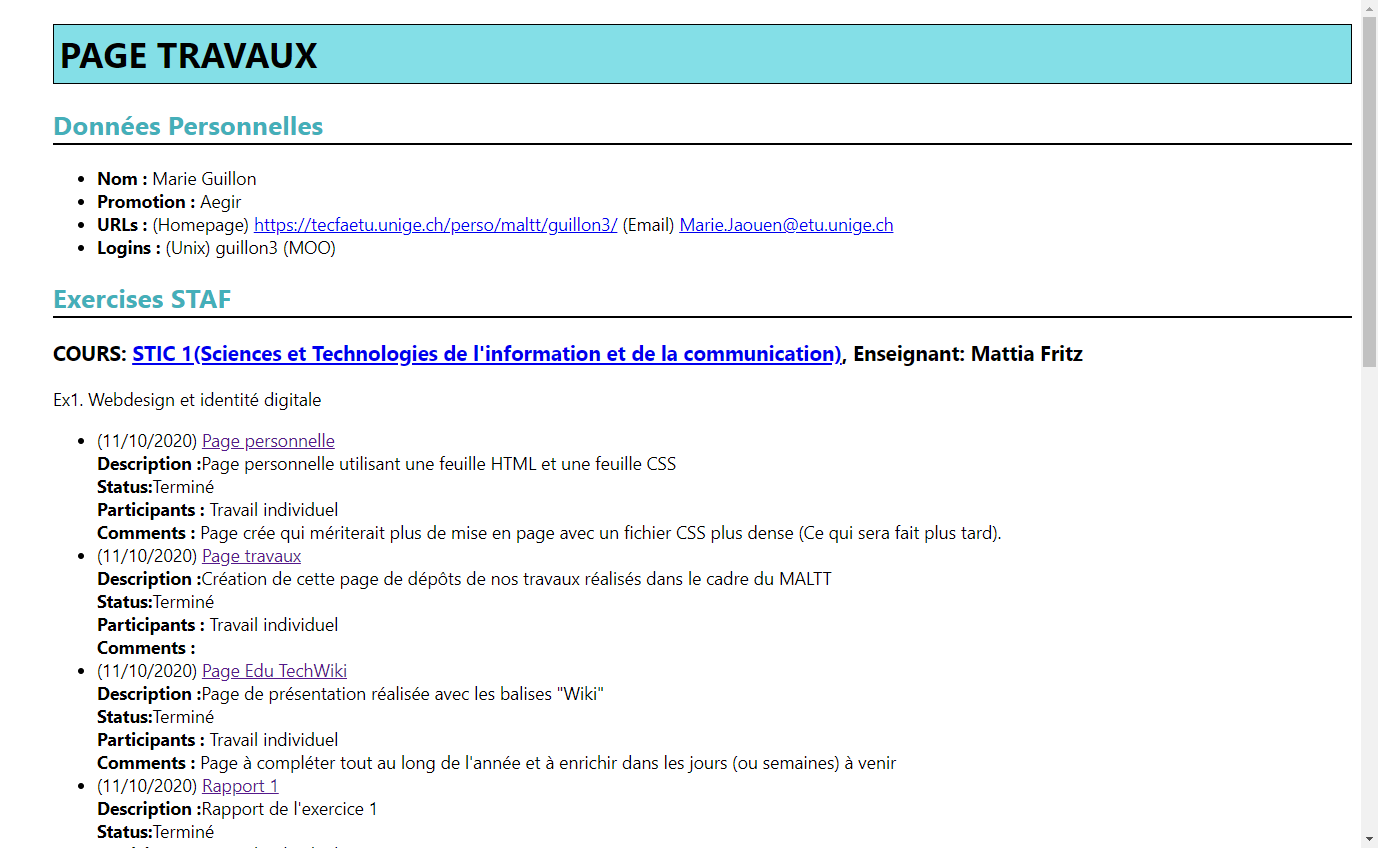 PAGE TRAVAUX
Données Personnelles
Nom : Marie Guillon
Promotion : Aegir
URLs : (Homepage) https://tecfaetu.unige.ch/perso/maltt/guillon3/ (Email) Marie.Jaouen@etu.unige.ch
Logins : (Unix) guillon3 (MOO)
Exercises STAF
COURS: STIC 1(Sciences et Technologies de l'information et de la communication), Enseignant: Mattia Fritz
Ex1. Webdesign et identité digitale
(11/10/2020) Page personnelle
Description :Page personnelle utilisant une feuille HTML et une feuille CSS
Status:Terminé
Participants : Travail individuel
Comments : Page crée qui mériterait plus de mise en page avec un fichier CSS plus dense (Ce qui sera fait plus tard).
(11/10/2020) Page travaux
Description :Création de cette page de dépôts de nos travaux réalisés dans le cadre du MALTT
Status:Terminé
Participants : Travail individuel
Comments :
(11/10/2020) Page Edu TechWiki
Description :Page de présentation réalisée avec les balises "Wiki"
Status:Terminé
Participants : Travail individuel
Comments : Page à compléter tout au long de l'année et à enrichir dans les jours (ou semaines) à venir
(11/10/2020) Rapport 1
Description :Rapport de l'exercice 1
Status:Terminé